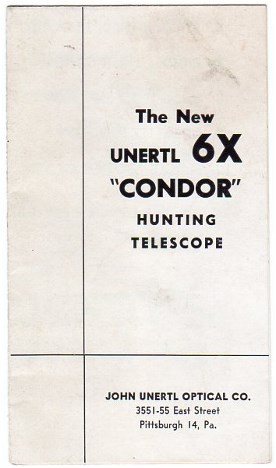 The New
UNERTL 6X
"CONDOR"
HUNTING
TELESCOPE
JOHN UNERTL OPTICAL CO.
3551-55 East Street
Pittsburgh 14, Pa.